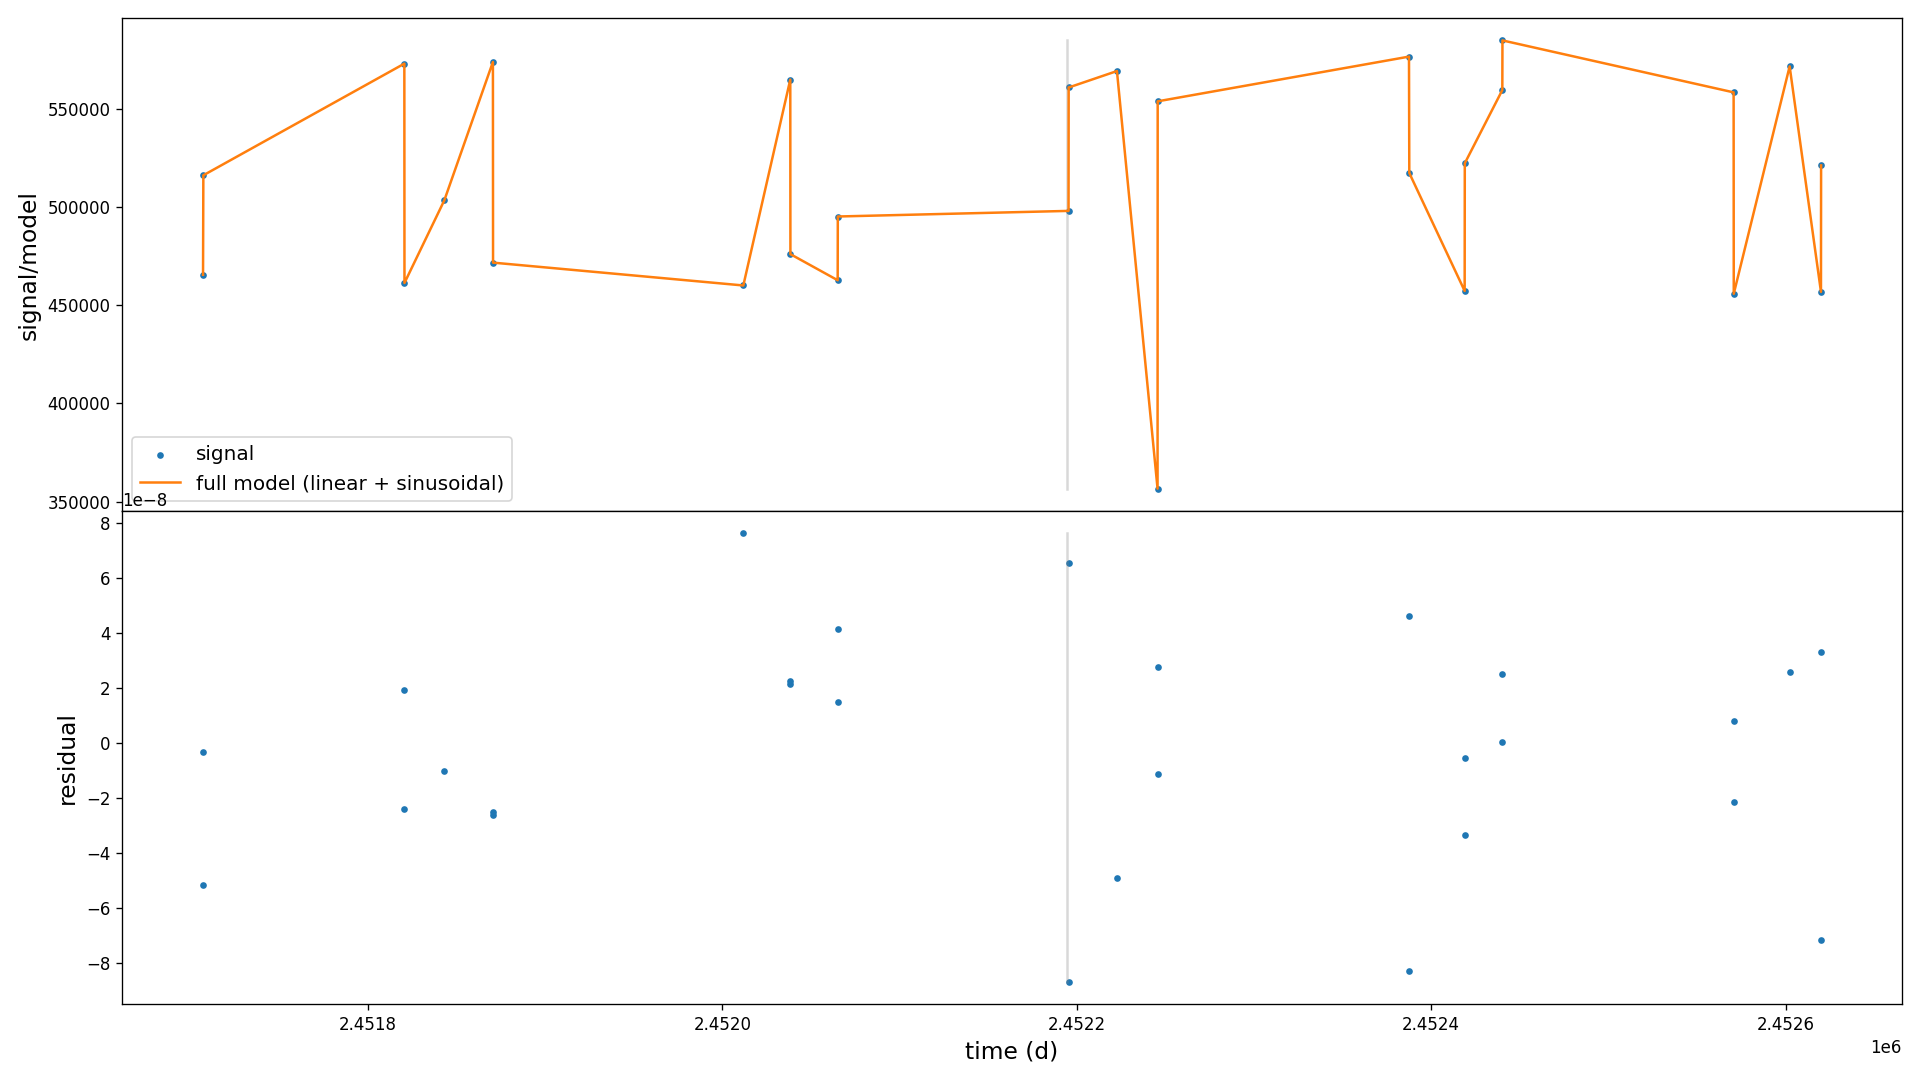 signal/model
550000
500000
450000
400000
350000
signal
full model (linear + sinusoidal)
1e−8
residual
8
6
4
2
0
−2
−4
−6
−8
2.4518
2.4520
2.4522
2.4524
2.4526
time (d)
1e6